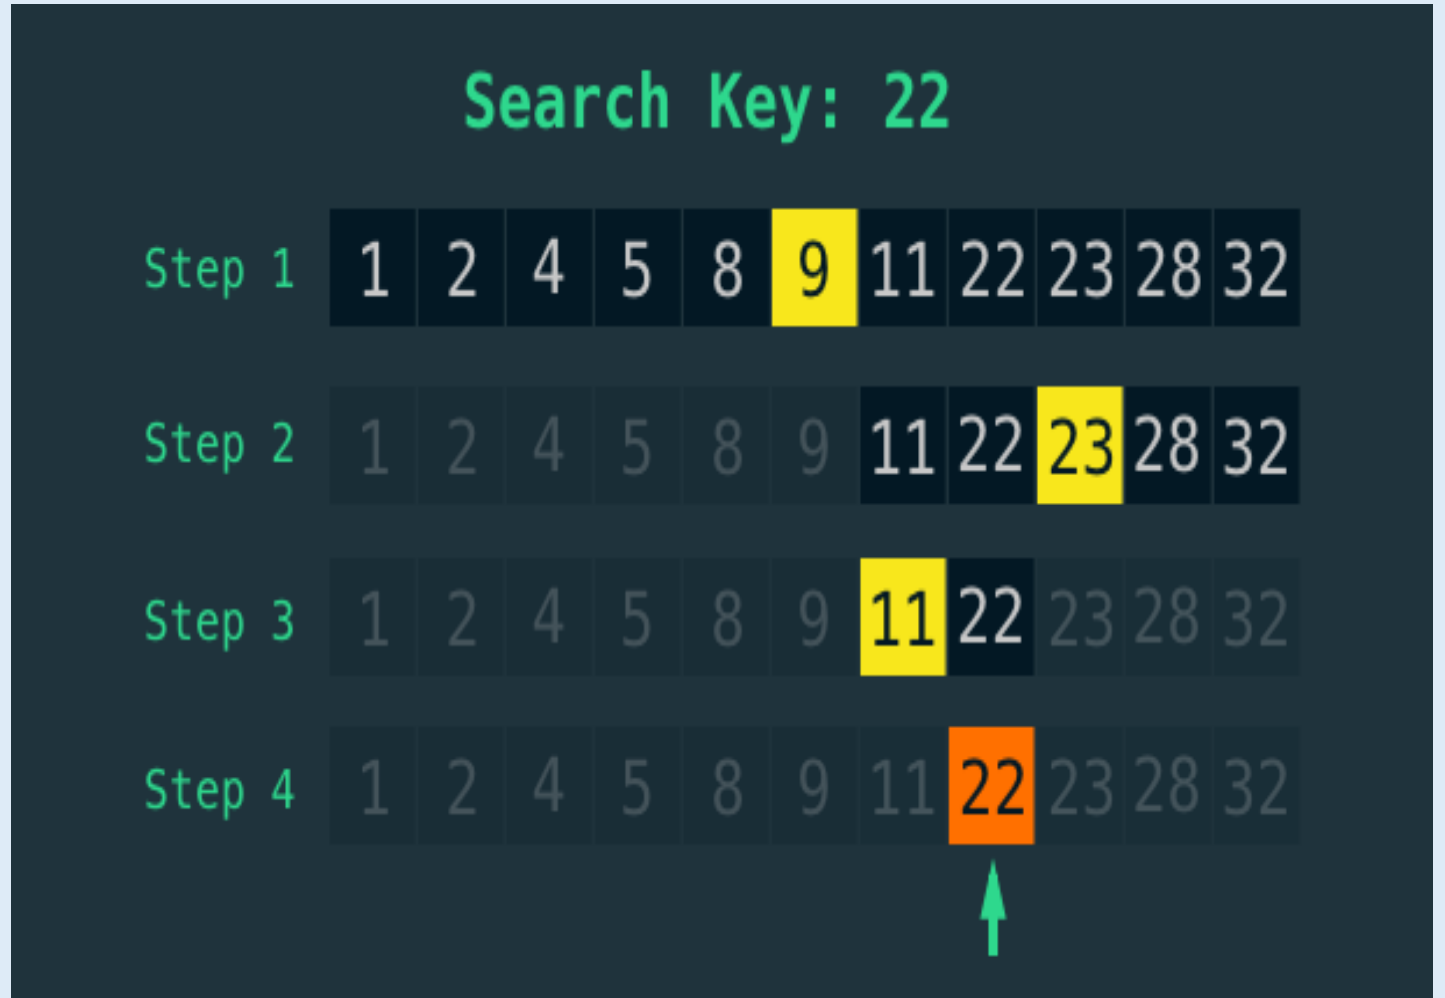 Search Key: 22
Step 1 1 2 4 5 8 9 11 22 23 28 32
Step 2 1 2 4 5 8 9 11 22 23 28 32
Step 3 1 2 4 5 8 9 11 22 23 28 32
Step 4 1 2 4 5 8 9 11 22 23 28 32